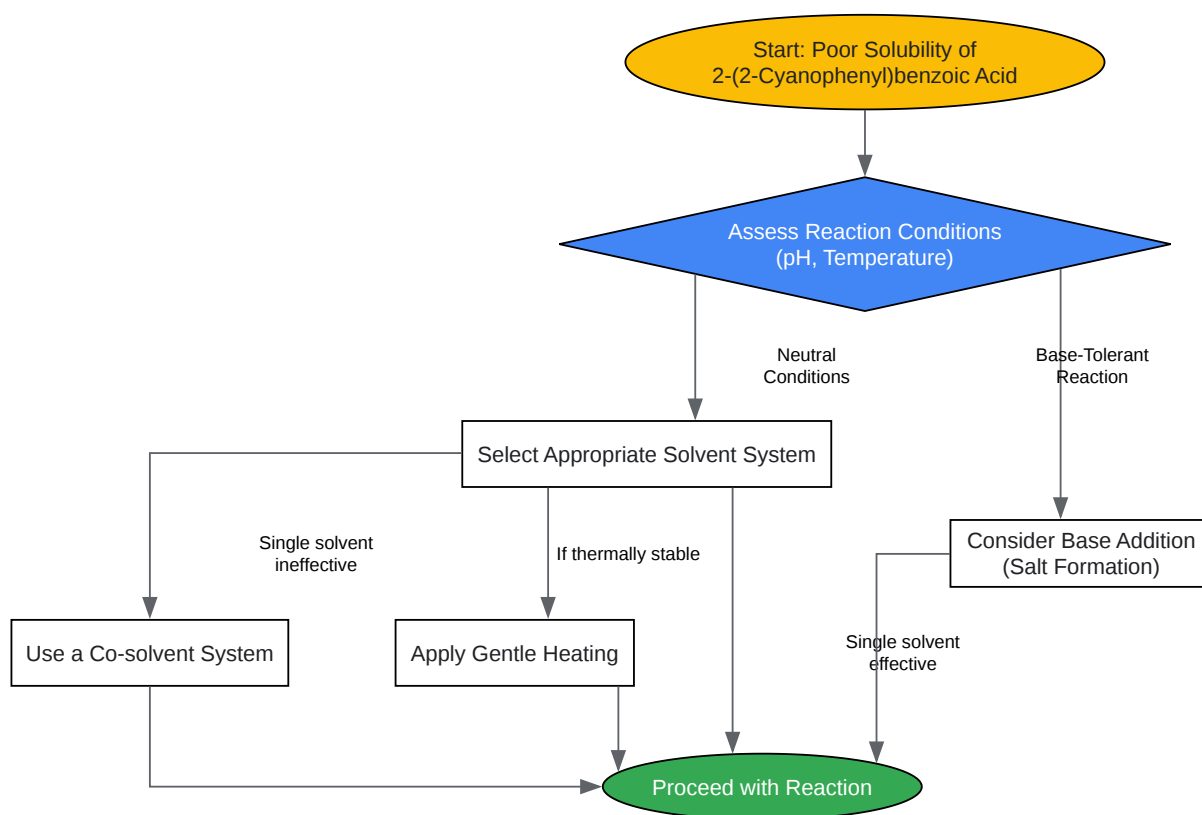 Start: Poor Solubility of
2-(2-Cyanophenyl)benzoic Acid
Assess Reaction Conditions
(pH, Temperature)
Neutral
Conditions
Base-Tolerant
Reaction
Select Appropriate Solvent System
Single solvent
ineffective
If thermally stable
Consider Base Addition
(Salt Formation)
Use a Co-solvent System
Apply Gentle Heating
Single solvent
effective
Proceed with Reaction